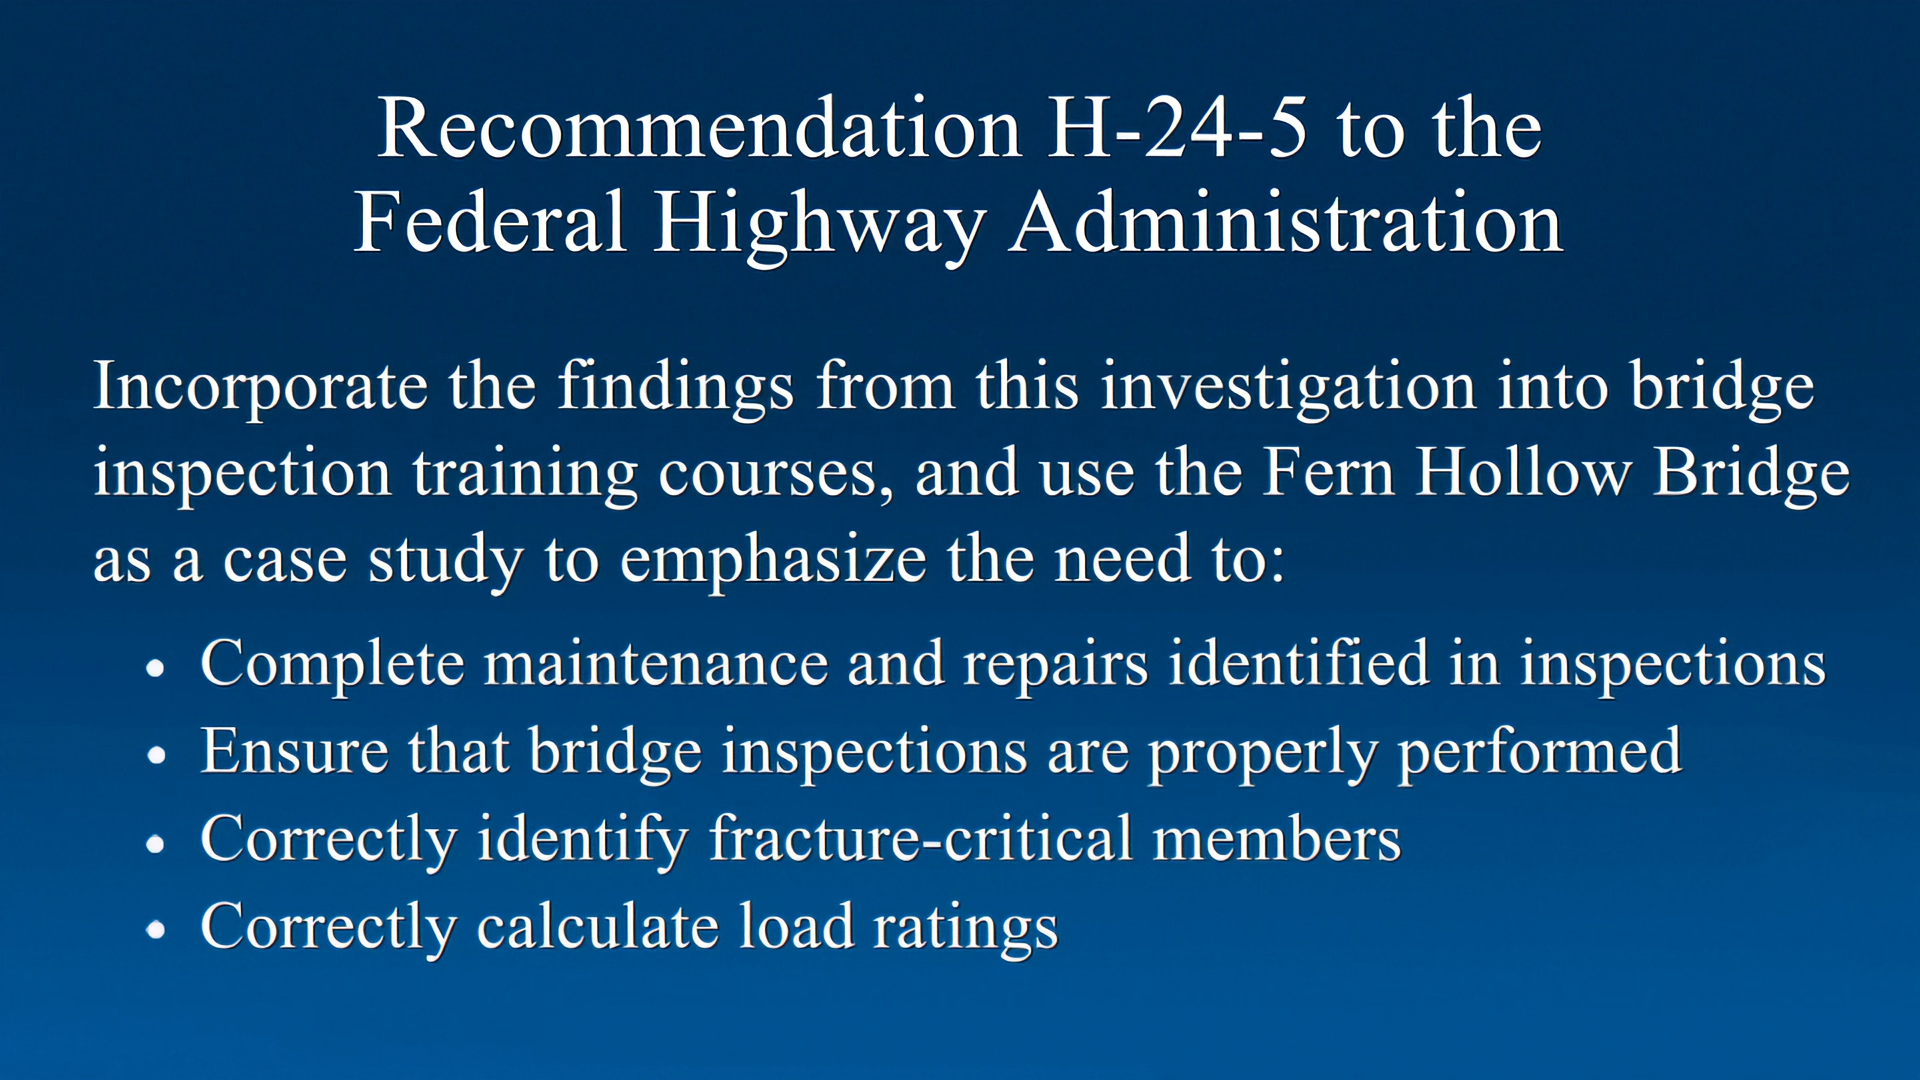 Recommendation H-24-5 to the
Federal Highway Administration
Incorporate the findings from this investigation into bridge
inspection training courses, and use the Fern Hollow Bridge
as a case study to emphasize the need to:
• Complete maintenance and repairs identified in inspections
• Ensure that bridge inspections are properly performed
• Correctly identify fracture-critical members
• Correctly calculate load ratings